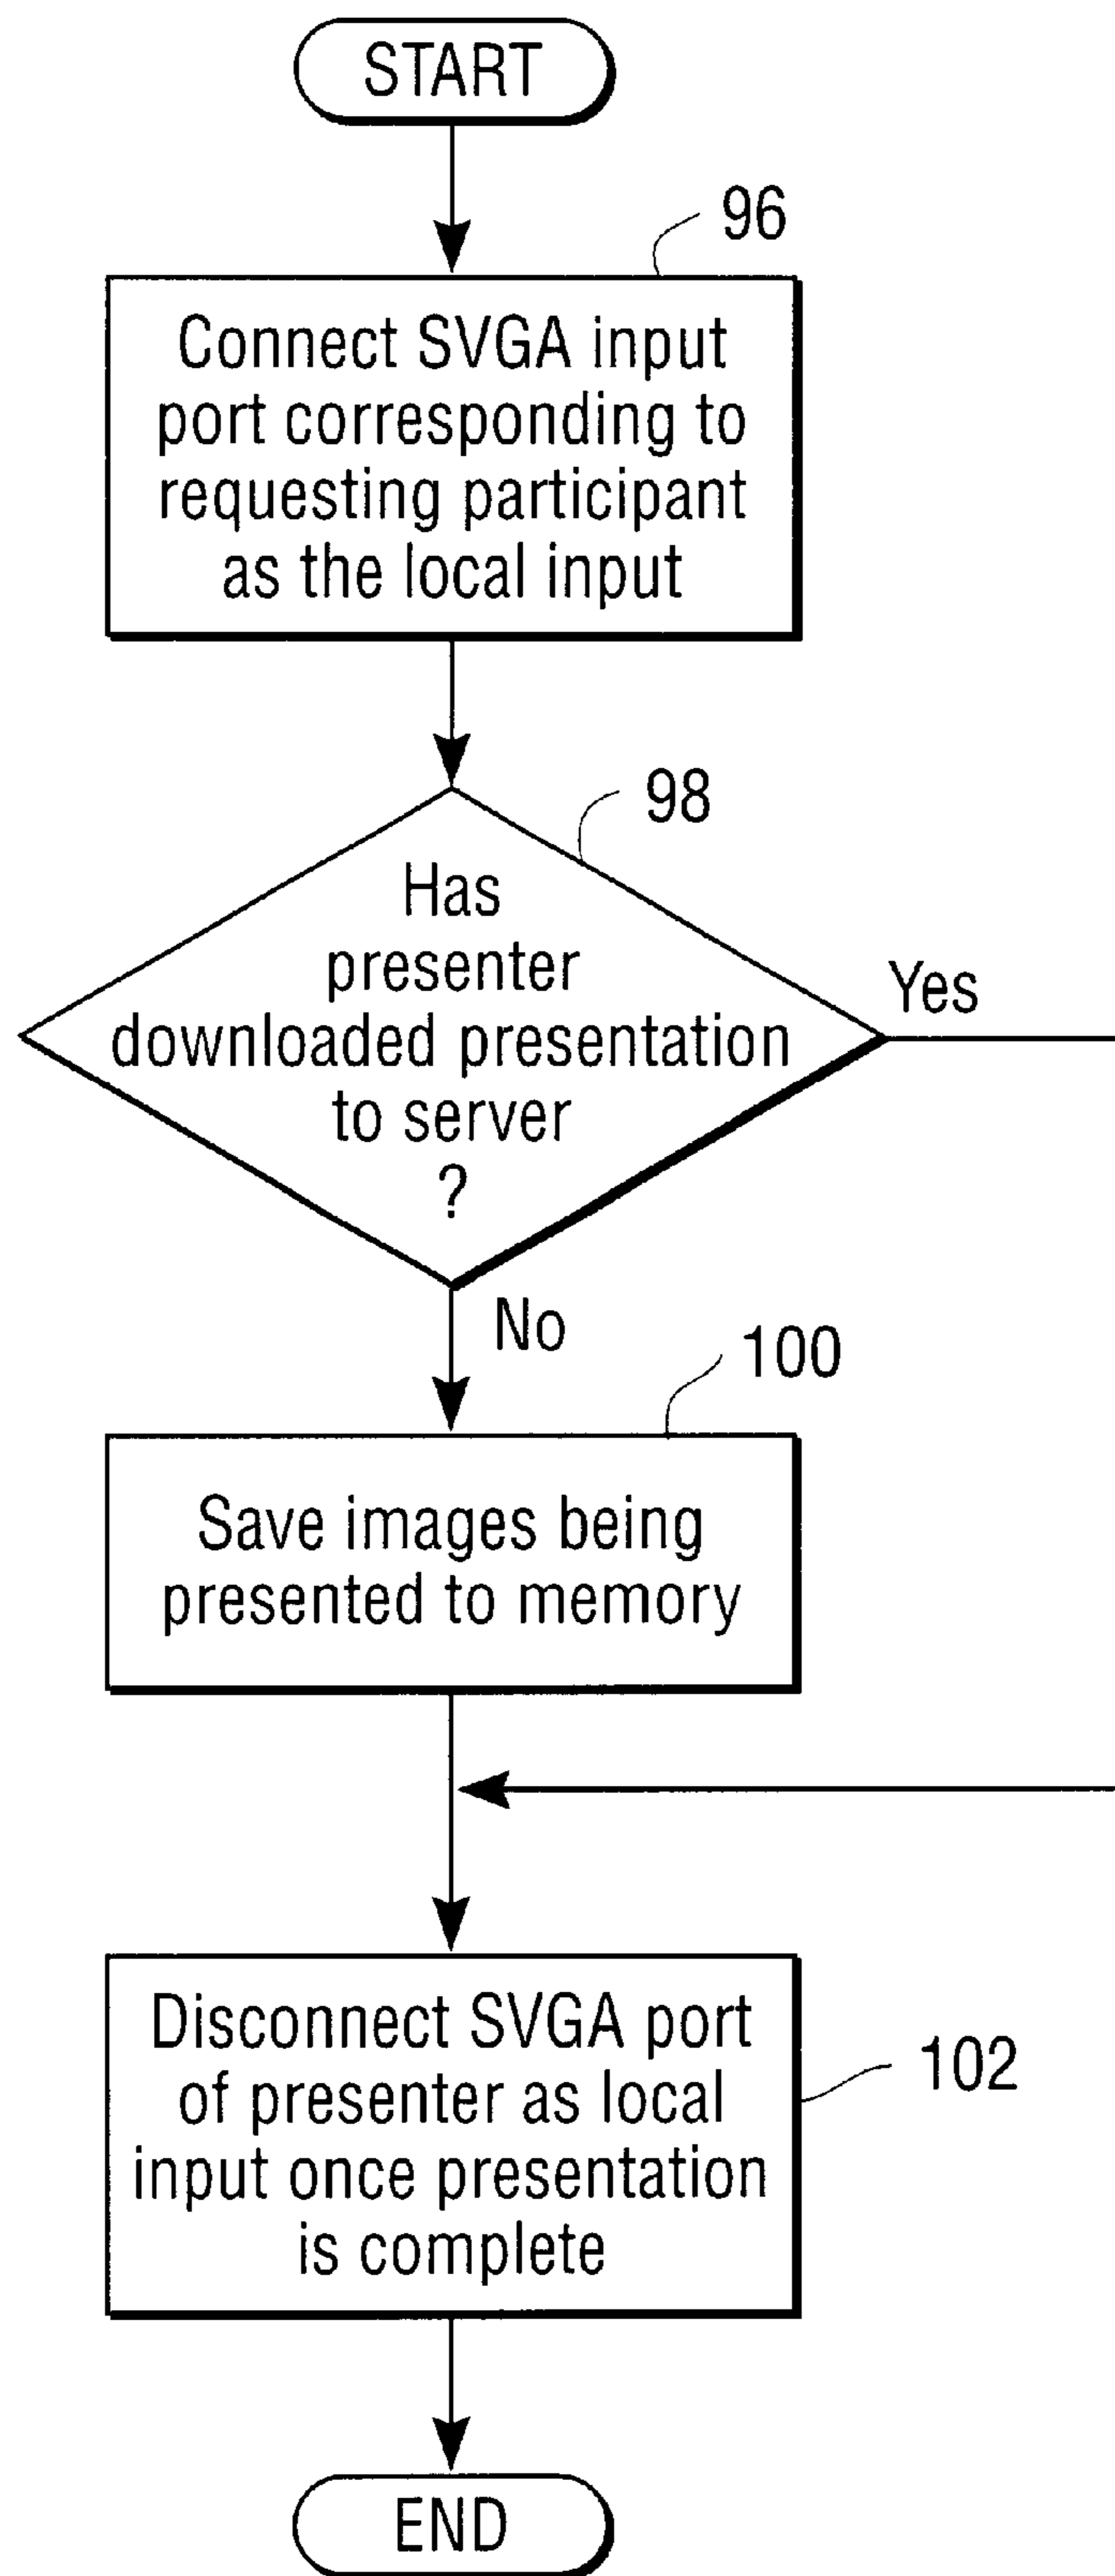 START
96
Connect SVGA input
port corresponding to
requesting participant
as the local input
98
Has
presenter
downloaded presentation
to server
?
Yes
No
100
Save images being
presented to memory
Disconnect SVGA port
of presenter as local
input once presentation
is complete
102
END